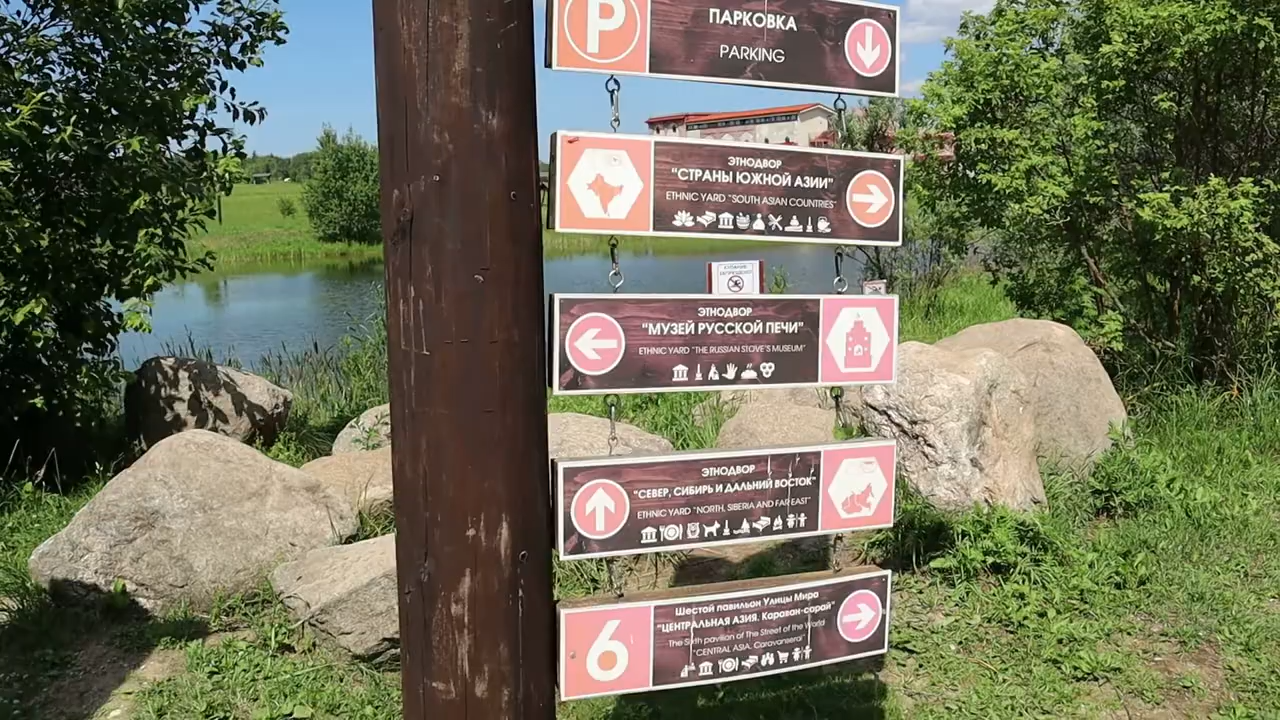 P
ПАРКОВКА
PARKING
ЭТНОДВОР
"СТРАНЫ ЮЖНОЙ АЗИИ"
ETHNIC YARD "SOUTH ASIAN COUNTRIES"
КУПАНИЕ
ЗАПРЕЩЕНО
ЭТНОДВОР
"МУЗЕЙ РУССКОЙ ПЕЧИ"
ETHNIC YARD "THE RUSSIAN STOVE'S MUSEUM"
ЭТНОДВОР
"СЕВЕР, СИБИРЬ И ДАЛЬНИЙ ВОСТОК"
ETHNIC YARD "NORTH, SIBERIA AND FAR EAST"
6
Шестой павильон Улицы Мира
"ЦЕНТРАЛЬНАЯ АЗИЯ. Караван-сарай"
The Sixth pavilion of The Street of the World
"CENTRAL ASIA. Caravanserai"